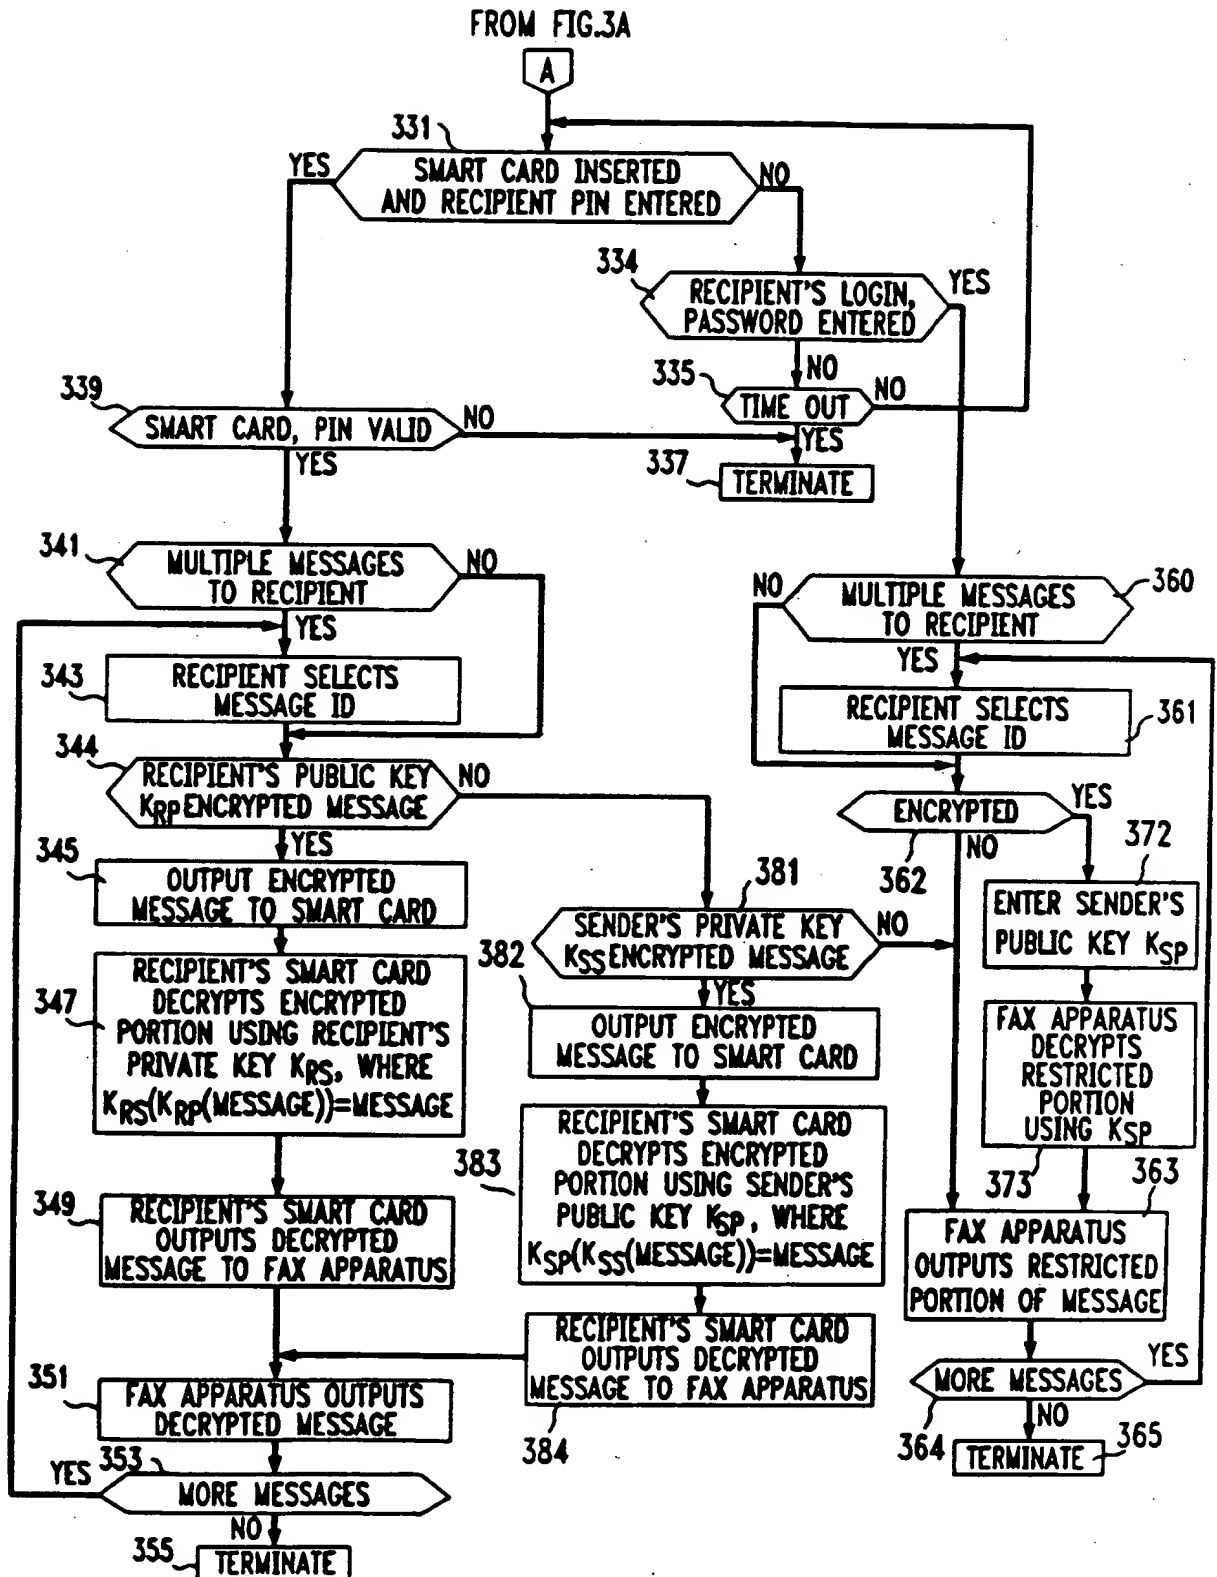 FROM FIG.3A
A
331
YES
SMART CARD INSERTED
AND RECIPIENT PIN ENTERED
NO
334
RECIPIENT'S LOGIN,
PASSWORD ENTERED
YES
NO
335
TIME OUT
NO
YES
337
TERMINATE
339
SMART CARD, PIN VALID
NO
YES
341
MULTIPLE MESSAGES
TO RECIPIENT
NO
YES
343
RECIPIENT SELECTS
MESSAGE ID
344
RECIPIENT'S PUBLIC KEY
KRP ENCRYPTED MESSAGE
NO
YES
345
OUTPUT ENCRYPTED
MESSAGE TO SMART CARD
347
RECIPIENT'S SMART CARD
DECRYPTS ENCRYPTED
PORTION USING RECIPIENT'S
PRIVATE KEY KRS, WHERE
KRS(KRP(MESSAGE))=MESSAGE
349
RECIPIENT'S SMART CARD
OUTPUTS DECRYPTED
MESSAGE TO FAX APPARATUS
351
FAX APPARATUS OUTPUTS
DECRYPTED MESSAGE
353
YES
MORE MESSAGES
NO
355
TERMINATE
381
SENDER'S PRIVATE KEY
KSS ENCRYPTED MESSAGE
NO
YES
382
OUTPUT ENCRYPTED
MESSAGE TO SMART CARD
383
RECIPIENT'S SMART CARD
DECRYPTS ENCRYPTED
PORTION USING SENDER'S
PUBLIC KEY KSP, WHERE
KSP(KSS(MESSAGE))=MESSAGE
RECIPIENT'S SMART CARD
OUTPUTS DECRYPTED
MESSAGE TO FAX APPARATUS
384
360
NO
MULTIPLE MESSAGES
TO RECIPIENT
YES
361
RECIPIENT SELECTS
MESSAGE ID
ENCRYPTED
YES
NO
362
372
ENTER SENDER'S
PUBLIC KEY KSP
FAX APPARATUS
DECRYPTS
RESTRICTED
PORTION
USING KSP
373
363
FAX APPARATUS
OUTPUTS RESTRICTED
PORTION OF MESSAGE
MORE MESSAGES
YES
NO
364
TERMINATE
365